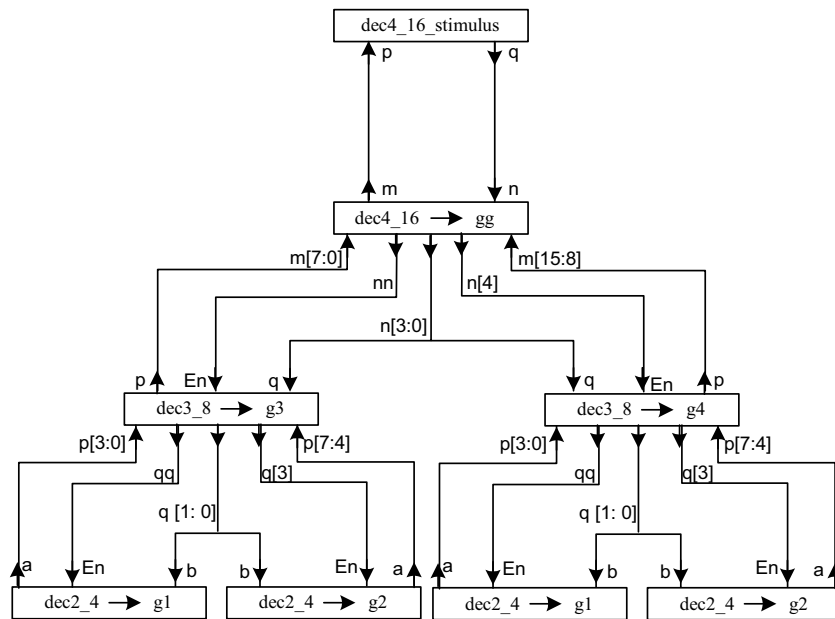 dec4_16_stimulus
p q
m n
dec4_16 gg
m[7:0] m[15:8]
nn n[4]
n[3:0]
p En q q En p
dec3_8 g3 dec3_8 g4
p[3:0] p[7:4] p[3:0] p[7:4]
qq q[3] qq q[3]
q [1: 0] q [1: 0]
a En b b En a a En b b En a
dec2_4 g1 dec2_4 g2 dec2_4 g1 dec2_4 g2